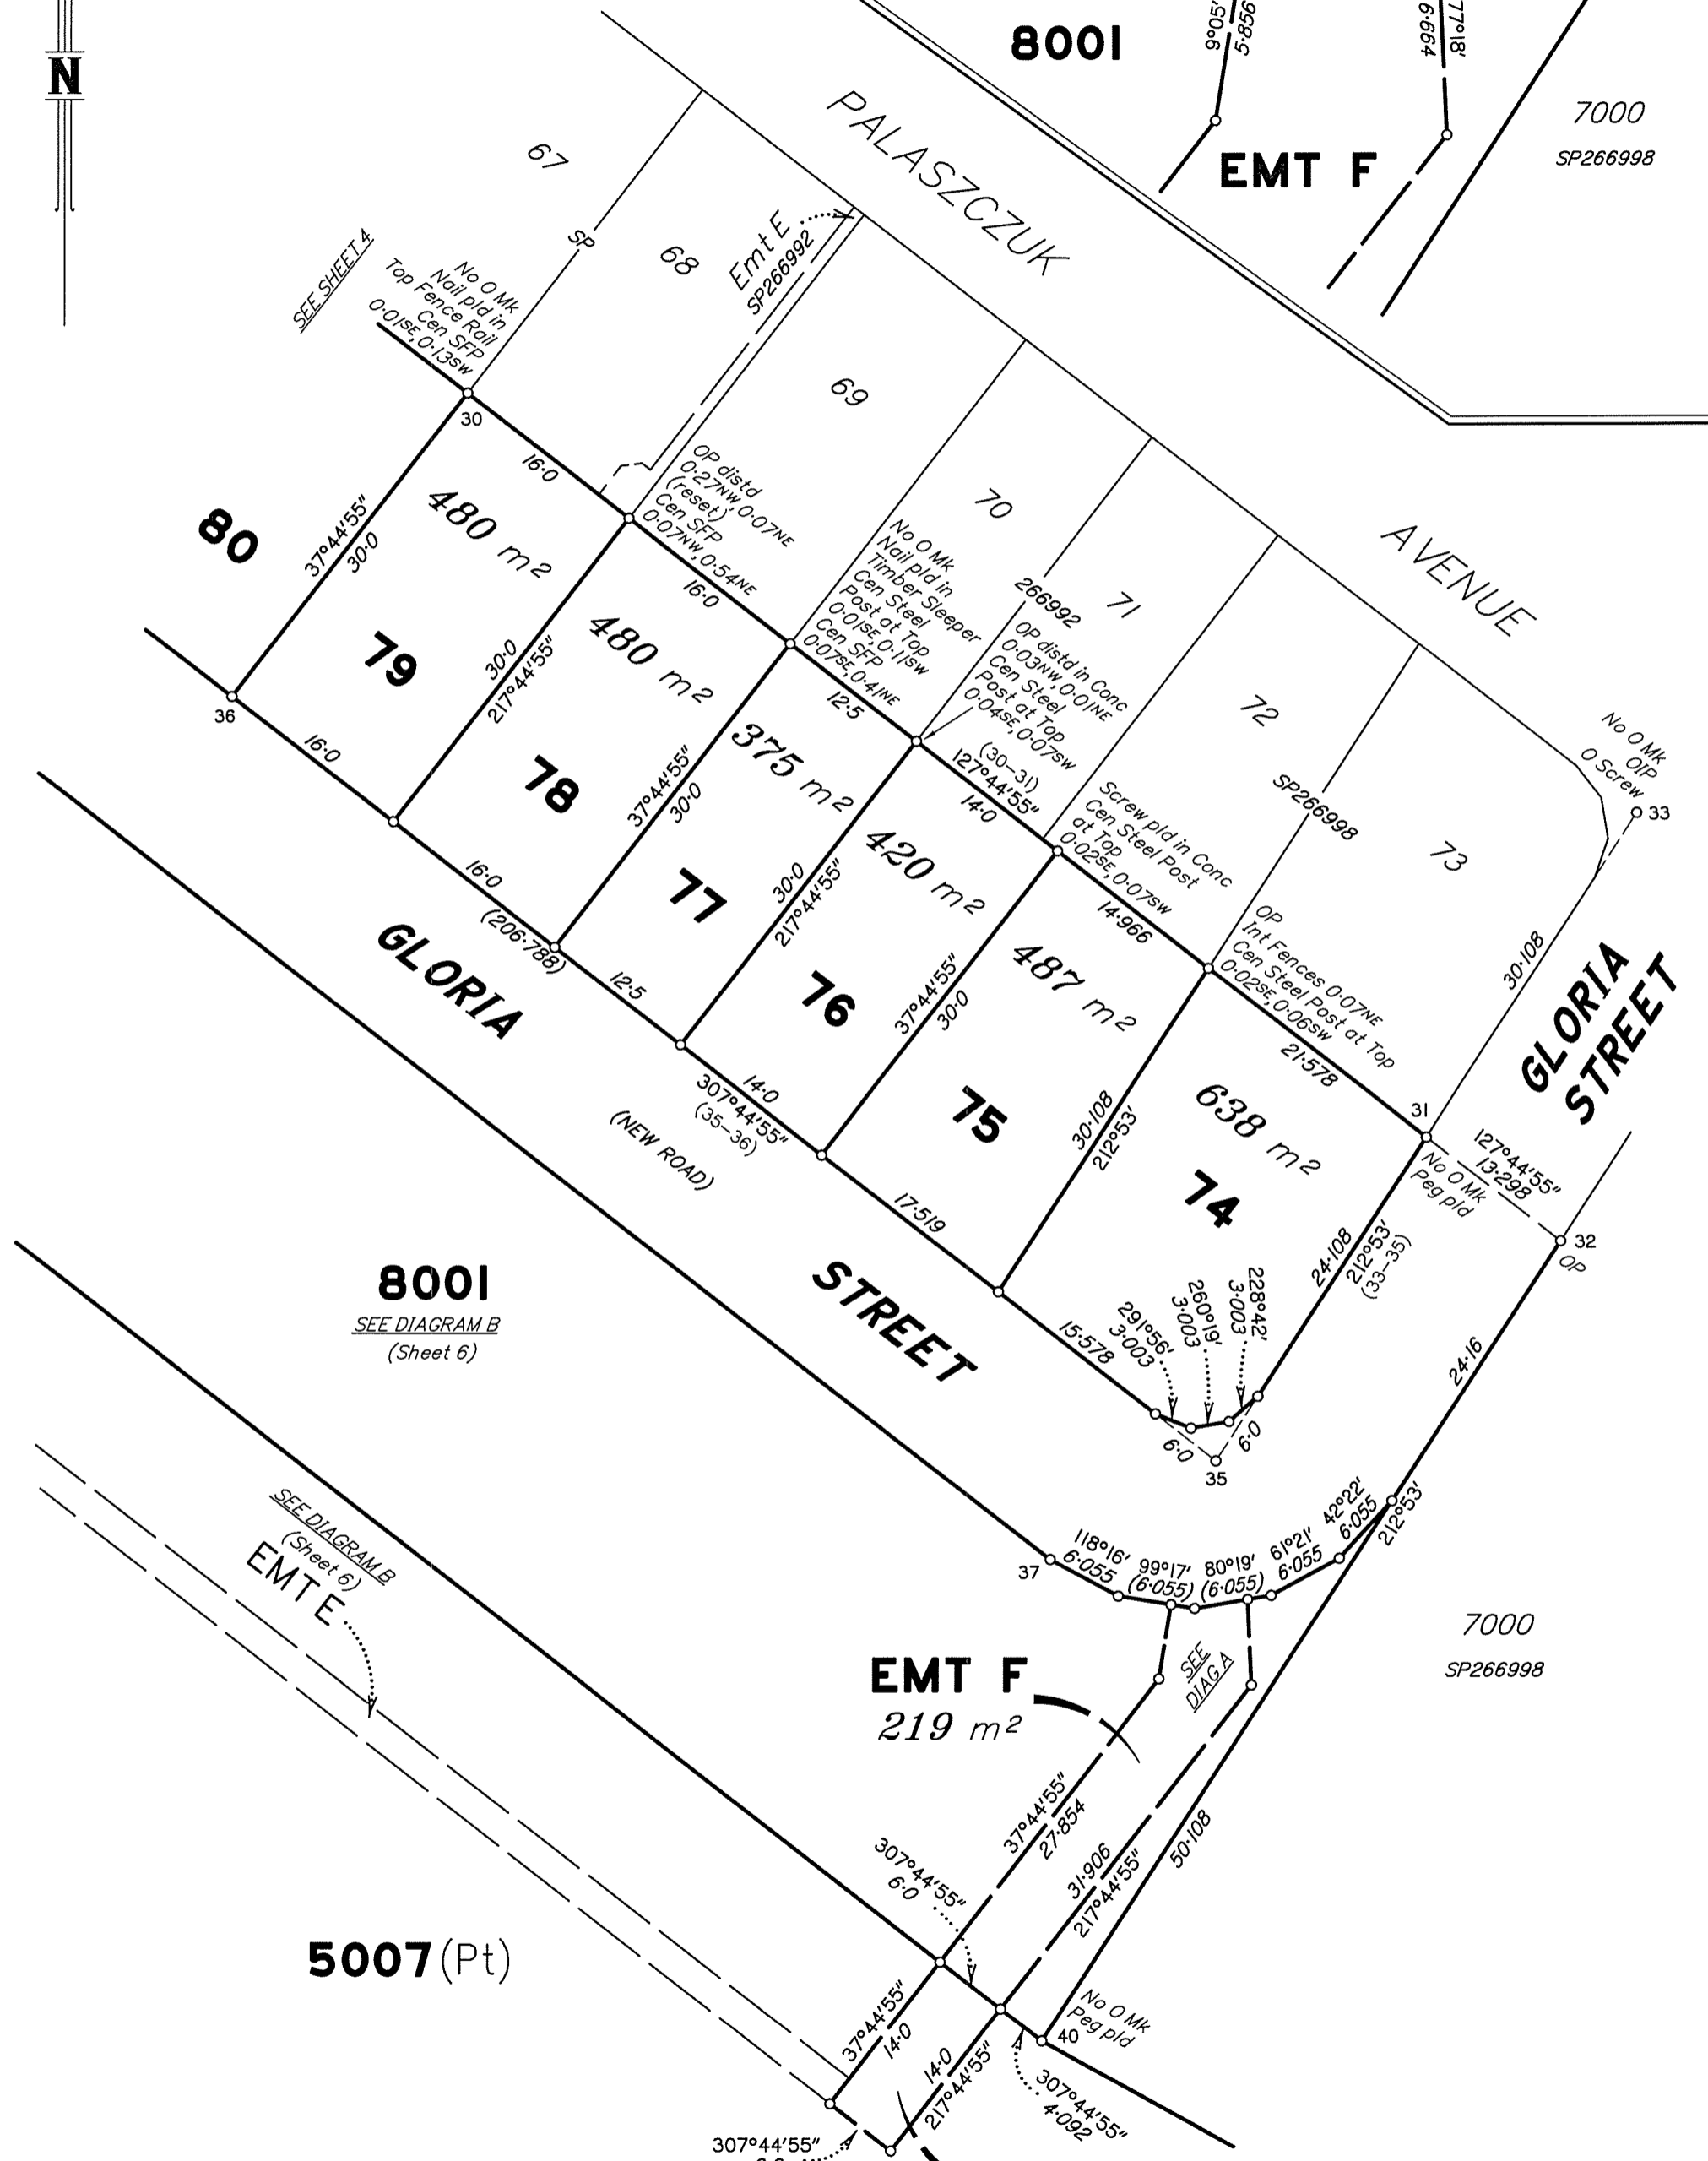 N
8001
9°05'
5·856
77°18'
6·664
7000
SP266998
EMT F
PALASZCZUK
AVENUE
67
SP
68
Emt E
SP266992
69
70
266992
71
72
SP266998
73
SEE SHEET 4
No O Mk
Nail pld in
Top Fence Rail
Cen SFP
0·01SE, 0·13SW
30
16·0
OP distd
0·27NW, 0·07NE
(reset)
Cen SFP
0·07NW, 0·54NE
16·0
No O Mk
Nail pld in
Timber Sleeper
Cen Steel
Post at Top
0·01SE, 0·11SW
Cen SFP
0·07SE, 0·41NE
12·5
OP distd in Conc
0·03NW, 0·01NE
Cen Steel
Post at Top
0·04SE, 0·07SW
(30–31)
127°44'55"
14·0
Screw pld in Conc
Cen Steel Post
at Top
0·02SE, 0·07SW
14·966
OP
Int Fences 0·07NE
Cen Steel Post at Top
0·02SE, 0·06SW
21·578
No O Mk
OIP
O Screw
33
30·108
GLORIA
STREET
31
127°44'55"
13·298
No O Mk
Peg pld
32
OP
80
37°44'55"
30·0
480 m²
79
30·0
217°44'55"
480 m²
78
37°44'55"
30·0
375 m²
77
30·0
217°44'55"
420 m²
76
37°44'55"
30·0
487 m²
75
30·108
212°53'
638 m²
74
24·108
212°53'
(33–35)
36
16·0
16·0
(206·788)
12·5
14·0
307°44'55"
(35–36)
17·519
15·578
291°56'
3·003
260°19'
3·003
228°42'
3·003
6·0
6·0
35
GLORIA
STREET
(NEW ROAD)
24·16
8001
SEE DIAGRAM B
(Sheet 6)
37
118°16'
6·055
99°17'
(6·055)
80°19'
(6·055)
61°21'
6·055
42°22'
6·055
212°53'
7000
SP266998
SEE DIAGRAM B
(Sheet 6)
EMT E
EMT F
219 m²
SEE
DIAG A
37°44'55"
27·854
31·906
217°44'55"
50·108
307°44'55"
6·0
5007 (Pt)
37°44'55"
14·0
14·0
217°44'55"
No O Mk
Peg pld
40
307°44'55"
4·092
307°44'55"